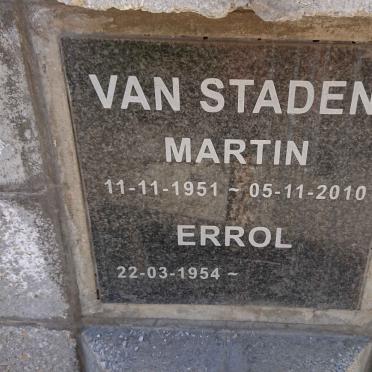 VAN STADEN
MARTIN
11-11-1951 ~ 05-11-2010
ERROL
22-03-1954 ~